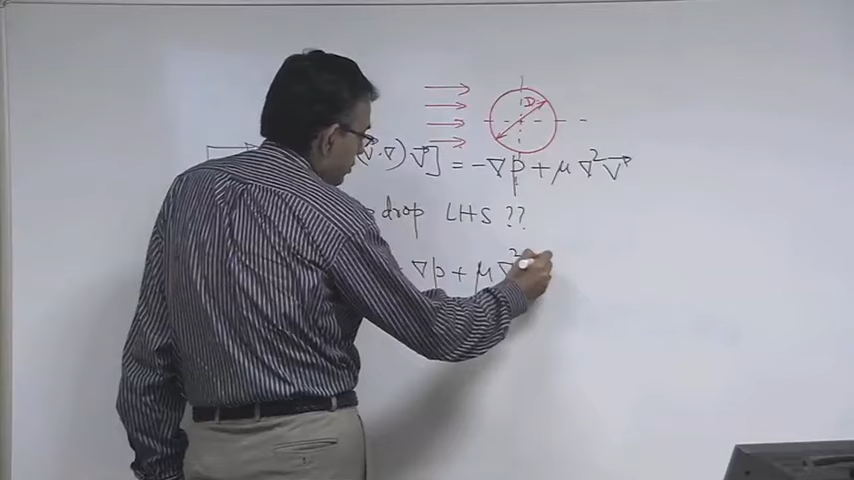 D
∇)v⃗] = -∇p + μ∇²v⃗
drop LHS ??
∇p + μ∇²